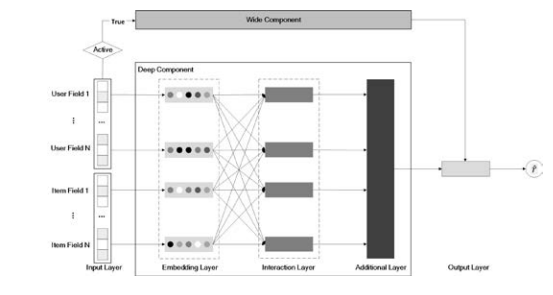 True
Wide Component
Active
Deep Component
User Field 1
...
User Field N
Item Field 1
...
Item Field N
Input Layer
Embedding Layer
Interaction Layer
Additional Layer
Output Layer